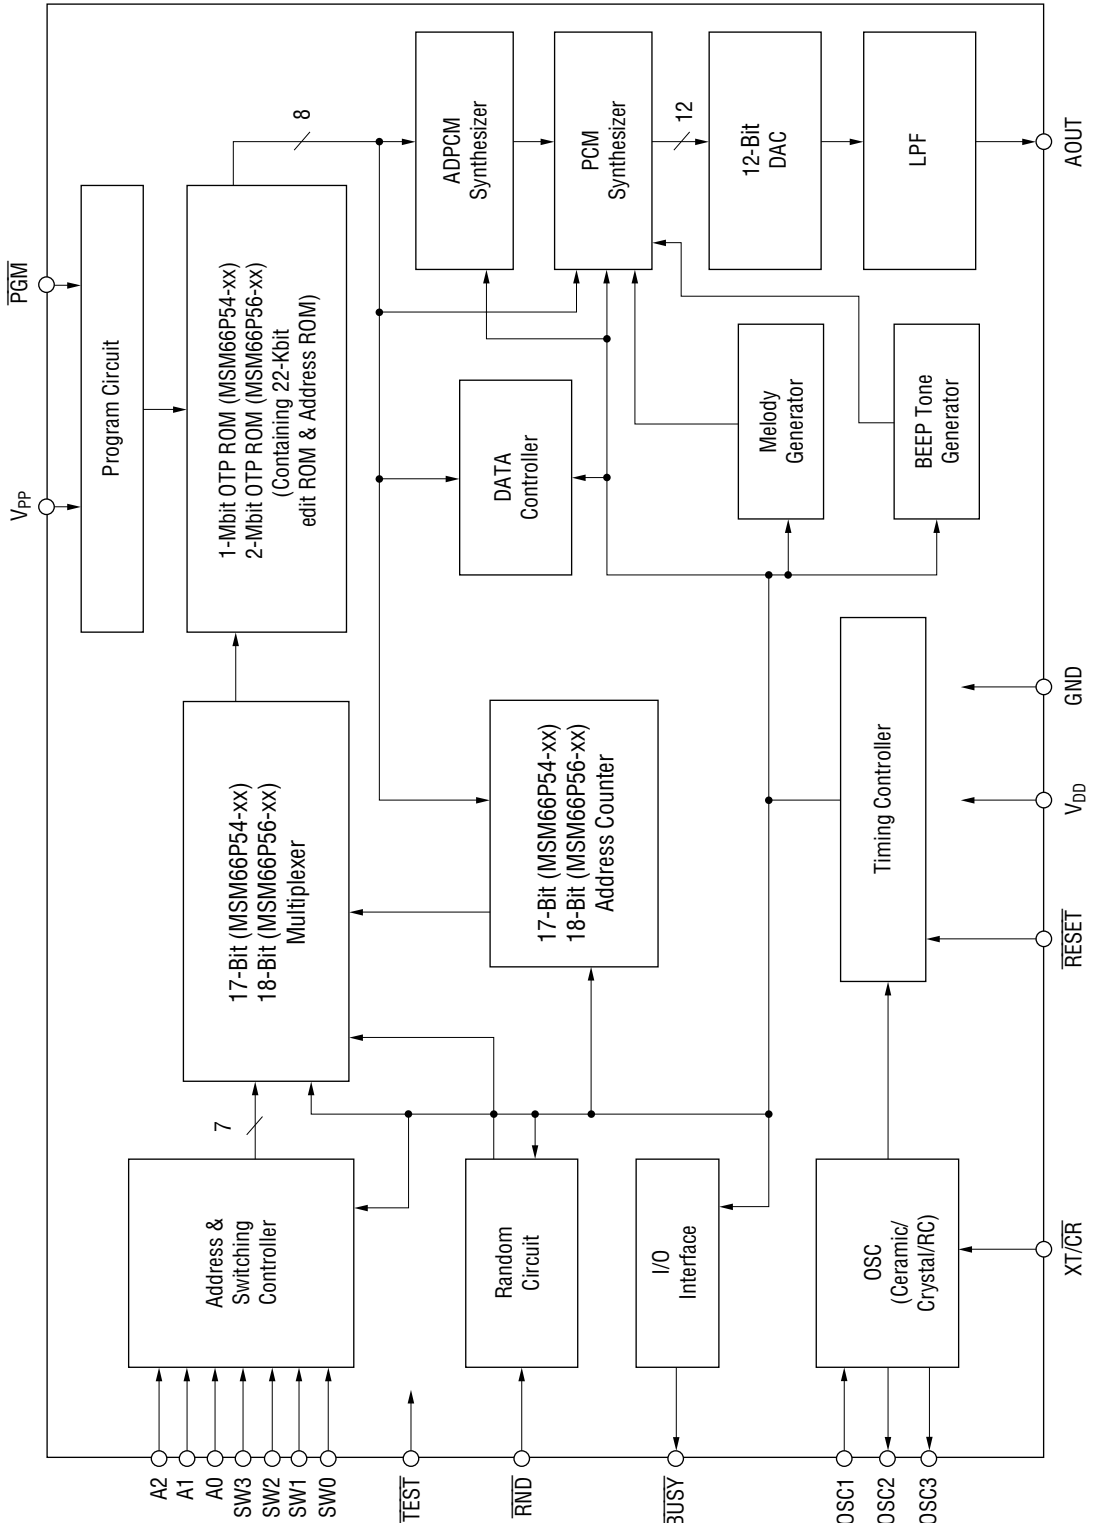 A2
A1
A0
SW3
SW2
SW1
SW0
TEST
RND
BUSY
OSC1
OSC2
OSC3
Address &
Switching
Controller
7
Random
Circuit
I/O
Interface
OSC
(Ceramic/
Crystal/RC)
XT/CR
17-Bit (MSM66P54-xx)
18-Bit (MSM66P56-xx)
Multiplexer
17-Bit (MSM66P54-xx)
18-Bit (MSM66P56-xx)
Address Counter
Timing Controller
RESET
VDD
GND
VPP
PGM
Program Circuit
1-Mbit OTP ROM (MSM66P54-xx)
2-Mbit OTP ROM (MSM66P56-xx)
(Containing 22-Kbit
edit ROM & Address ROM)
8
DATA
Controller
Melody
Generator
BEEP Tone
Generator
ADPCM
Synthesizer
PCM
Synthesizer
12
12-Bit
DAC
LPF
AOUT